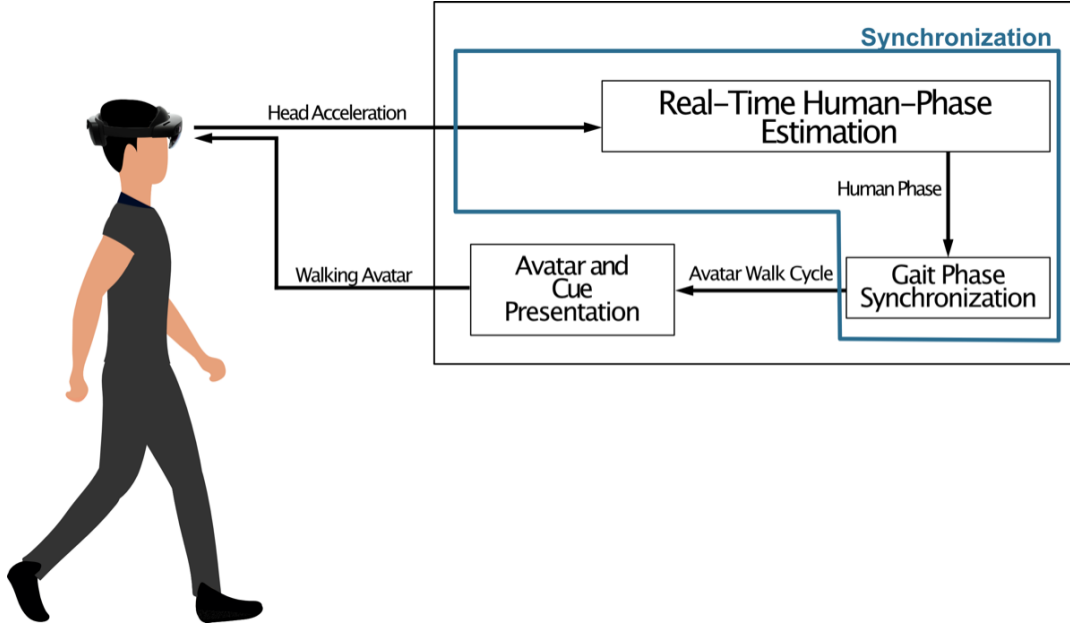 Synchronization
Head Acceleration
Real-Time Human-Phase
Estimation
Human Phase
Gait Phase
Synchronization
Avatar Walk Cycle
Avatar and
Cue
Presentation
Walking Avatar